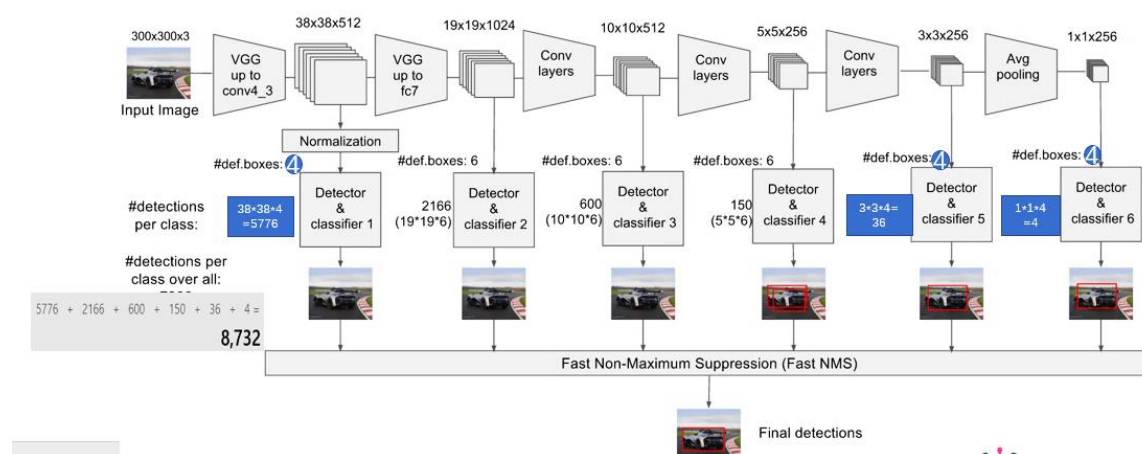 38x38x512
19x19x1024
10x10x512
5x5x256
3x3x256
1x1x256
300x300x3
VGG
up to
conv4_3
VGG
up to
fc7
Conv
layers
Conv
layers
Conv
layers
Avg
pooling
Input Image
Normalization
#def.boxes: 4
#def.boxes: 6
#def.boxes: 6
#def.boxes: 6
#def.boxes: 4
#def.boxes: 4
#detections
per class:
38*38*4
=5776
Detector
&
classifier 1
2166
(19*19*6)
Detector
&
classifier 2
600
(10*10*6)
Detector
&
classifier 3
150
(5*5*6)
Detector
&
classifier 4
3*3*4=
36
Detector
&
classifier 5
1*1*4
=4
Detector
&
classifier 6
#detections per
class over all:
5776 + 2166 + 600 + 150 + 36 + 4 =
8,732
Fast Non-Maximum Suppression (Fast NMS)
Final detections